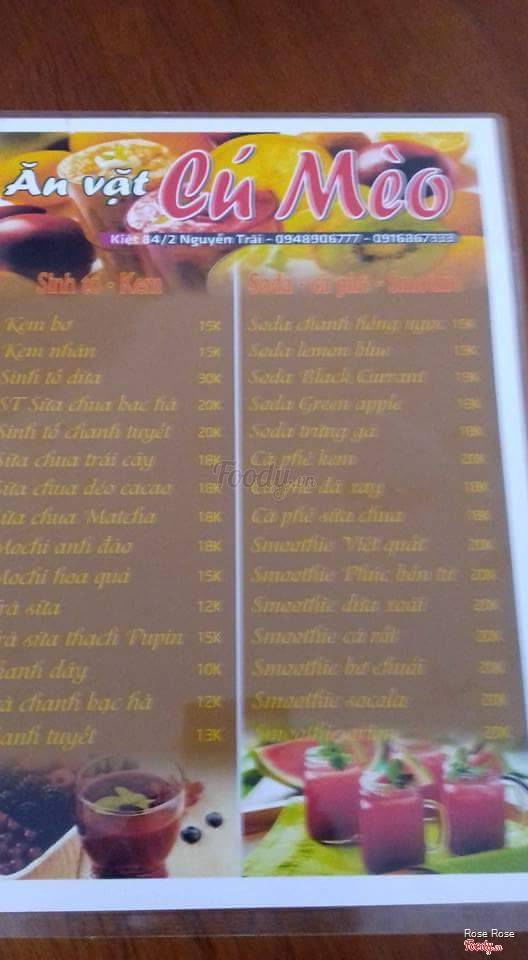 Ăn vặt Cú Mèo
Kiệt 84/2 Nguyễn Trãi - 0948906777 - 0916867333
Sinh tố - Kem
Kem bơ 15K
Kem nhãn 15K
Sinh tố dừa 30K
ST Sữa chua bạc hà 20K
Sinh tố chanh tuyết 20K
Sữa chua trái cây 18K
Sữa chua dẻo cacao 18K
Sữa chua Matcha 18K
Mochi anh đào 18K
Mochi hoa quả 15K
Trà sữa 12K
Trà sữa thạch Pupin 15K
Chanh dây 10K
Trà chanh bạc hà 12K
Chanh tuyết 13K
Soda - cà phê - Smoothie
Soda chanh hồng ngọc 15K
Soda lemon blue 15K
Soda Black Currant 18K
Soda Green apple 18K
Soda trứng gà 18K
Cà phê kem 20K
Cà phê đá xay 18K
Cà phê sữa chua 18K
Smoothie Việt quất 20K
Smoothie Phúc bồn tử 20K
Smoothie dừa xoài 20K
Smoothie cà rốt 20K
Smoothie bơ chuối 20K
Smoothie socola 20K
Smoothie 20K
Foody.vn
Rose Rose
Foody.vn